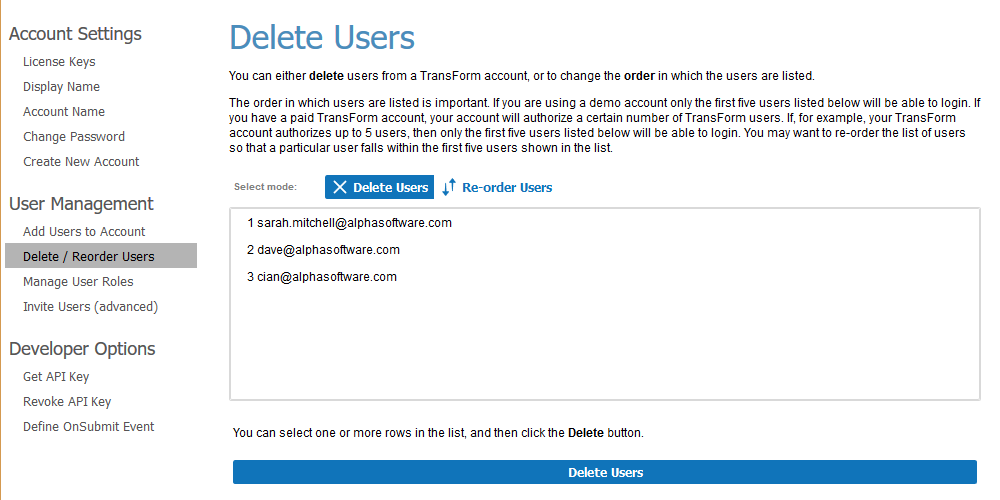 Account Settings
License Keys
Display Name
Account Name
Change Password
Create New Account
User Management
Add Users to Account
Delete / Reorder Users
Manage User Roles
Invite Users (advanced)
Developer Options
Get API Key
Revoke API Key
Define OnSubmit Event
Delete Users
You can either delete users from a TransForm account, or to change the order in which the users are listed.
The order in which users are listed is important. If you are using a demo account only the first five users listed below will be able to login. If
you have a paid TransForm account, your account will authorize a certain number of TransForm users. If, for example, your TransForm
account authorizes up to 5 users, then only the first five users listed below will be able to login. You may want to re-order the list of users
so that a particular user falls within the first five users shown in the list.
Select mode: Delete Users Re-order Users
1 sarah.mitchell@alphasoftware.com
2 dave@alphasoftware.com
3 cian@alphasoftware.com
You can select one or more rows in the list, and then click the Delete button.
Delete Users